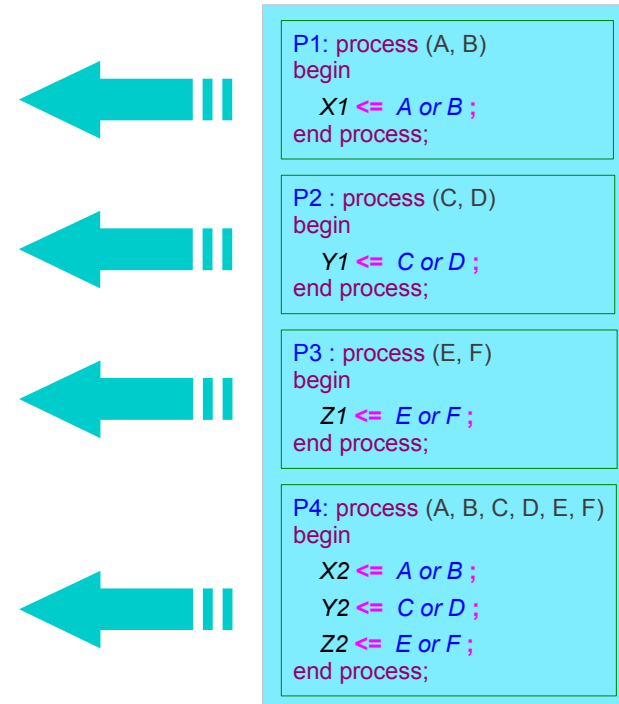 P1: process (A, B)
begin
X1 <= A or B ;
end process;
P2 : process (C, D)
begin
Y1 <= C or D ;
end process;
P3 : process (E, F)
begin
Z1 <= E or F ;
end process;
P4: process (A, B, C, D, E, F)
begin
X2 <= A or B ;
Y2 <= C or D ;
Z2 <= E or F ;
end process;